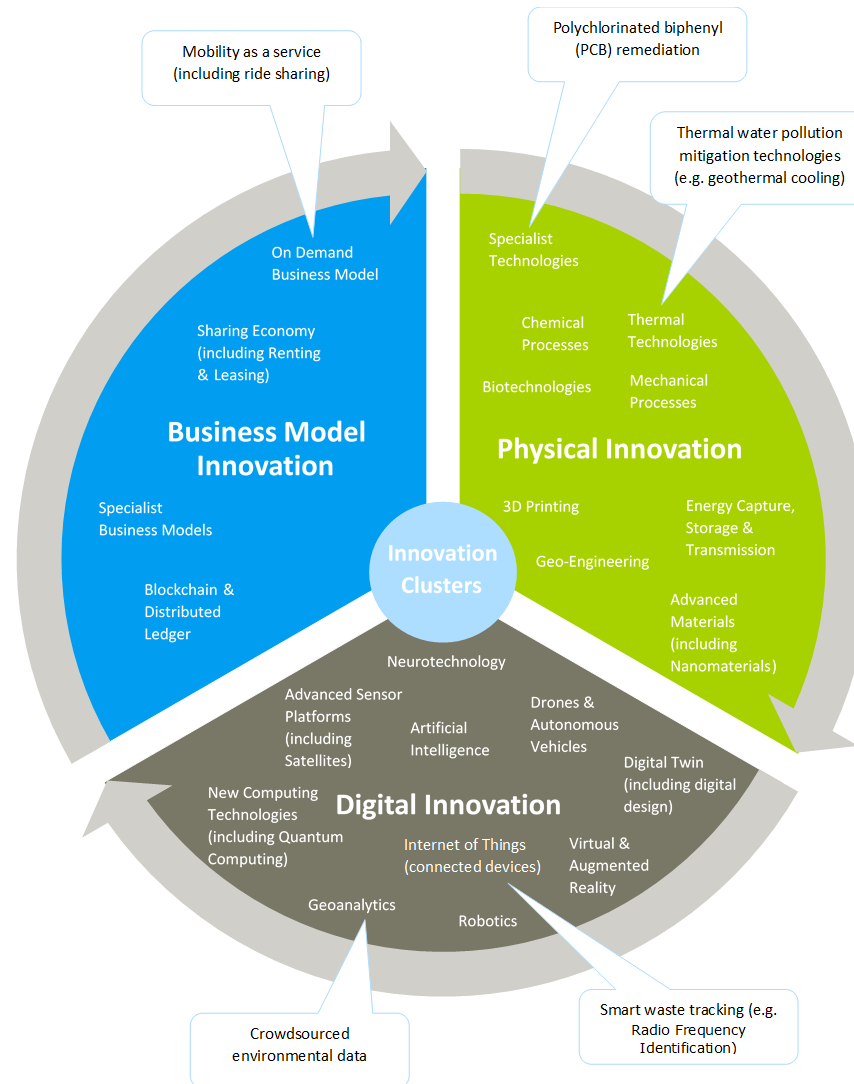 Mobility as a service
(including ride sharing)
Polychlorinated biphenyl
(PCB) remediation
Thermal water pollution
mitigation technologies
(e.g. geothermal cooling)
On Demand
Business Model
Sharing Economy
(including Renting
& Leasing)
Business Model
Innovation
Specialist
Business Models
Blockchain &
Distributed
Ledger
Specialist
Technologies
Chemical
Processes
Thermal
Technologies
Biotechnologies
Mechanical
Processes
Physical Innovation
3D Printing
Energy Capture,
Storage &
Transmission
Geo-Engineering
Advanced
Materials
(including
Nanomaterials)
Innovation
Clusters
Neurotechnology
Advanced Sensor
Platforms
(including
Satellites)
Artificial
Intelligence
Drones &
Autonomous
Vehicles
Digital Twin
(including digital
design)
New Computing
Technologies
(including Quantum
Computing)
Digital Innovation
Internet of Things
(connected devices)
Virtual &
Augmented
Reality
Geoanalytics
Robotics
Crowdsourced
environmental data
Smart waste tracking (e.g.
Radio Frequency
Identification)